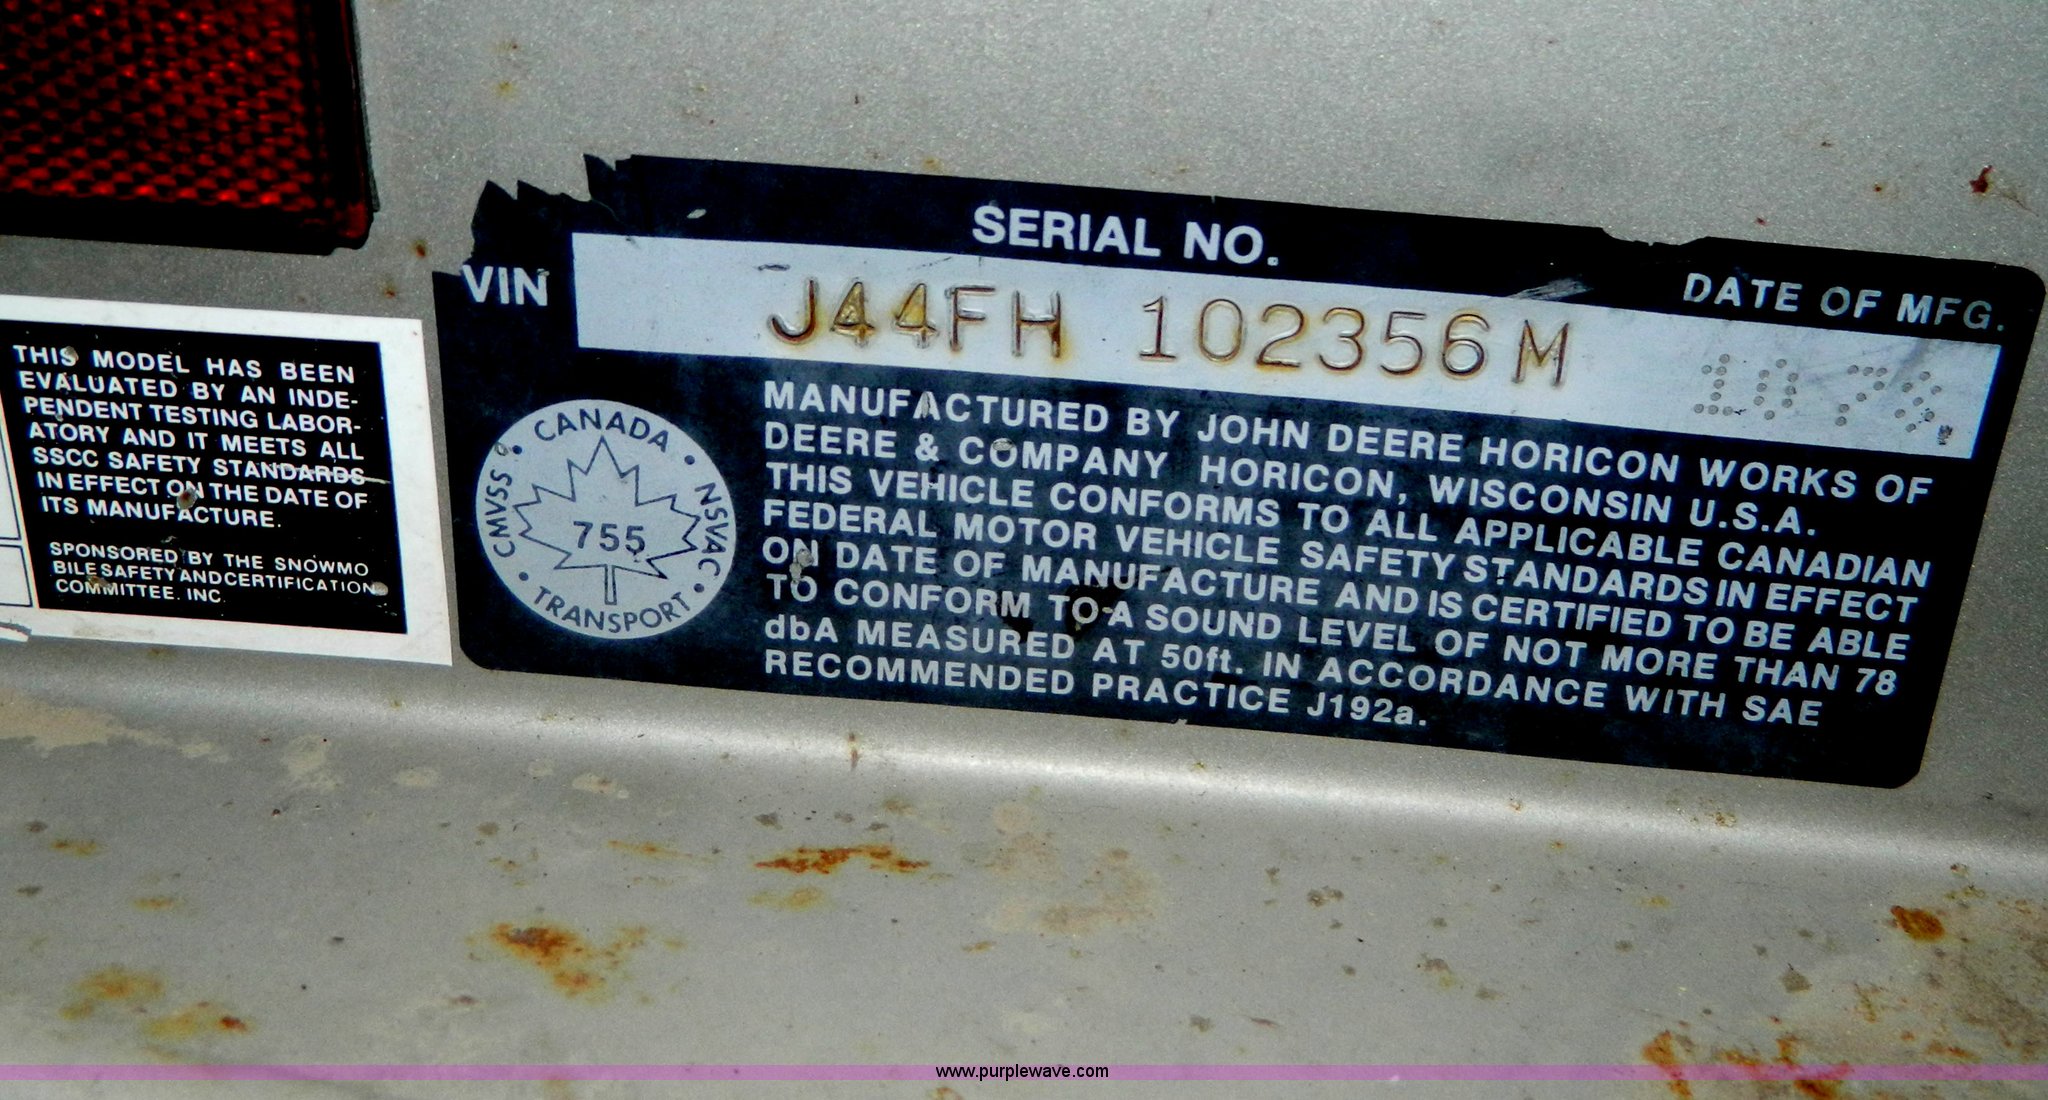 THIS MODEL HAS BEEN
EVALUATED BY AN INDE-
PENDENT TESTING LABOR-
ATORY AND IT MEETS ALL
SSCC SAFETY STANDARDS
IN EFFECT ON THE DATE OF
ITS MANUFACTURE.
SPONSORED BY THE SNOWMO
BILE SAFETY AND CERTIFICATION
COMMITTEE. INC.
SERIAL NO.
VIN
DATE OF MFG.
J44FH 102356M
CANADA
CMVSS
NSVAC
TRANSPORT
755
MANUFACTURED BY JOHN DEERE HORICON WORKS OF
DEERE & COMPANY HORICON, WISCONSIN U.S.A.
THIS VEHICLE CONFORMS TO ALL APPLICABLE CANADIAN
FEDERAL MOTOR VEHICLE SAFETY STANDARDS IN EFFECT
ON DATE OF MANUFACTURE AND IS CERTIFIED TO BE ABLE
TO CONFORM TO A SOUND LEVEL OF NOT MORE THAN 78
dbA MEASURED AT 50ft. IN ACCORDANCE WITH SAE
RECOMMENDED PRACTICE J192a.
www.purplewave.com